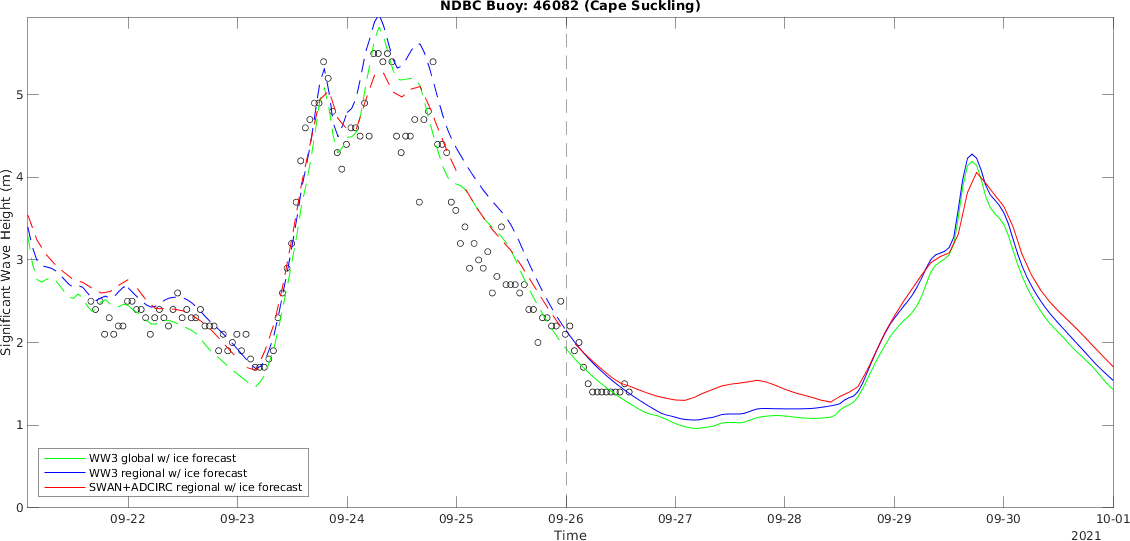 NDBC Buoy: 46082 (Cape Suckling)
Significant Wave Height (m)
5
4
3
2
1
0
WW3 global w/ ice forecast
WW3 regional w/ ice forecast
SWAN+ADCIRC regional w/ ice forecast
09-22 09-23 09-24 09-25 09-26 09-27 09-28 09-29 09-30 10-01
Time
2021